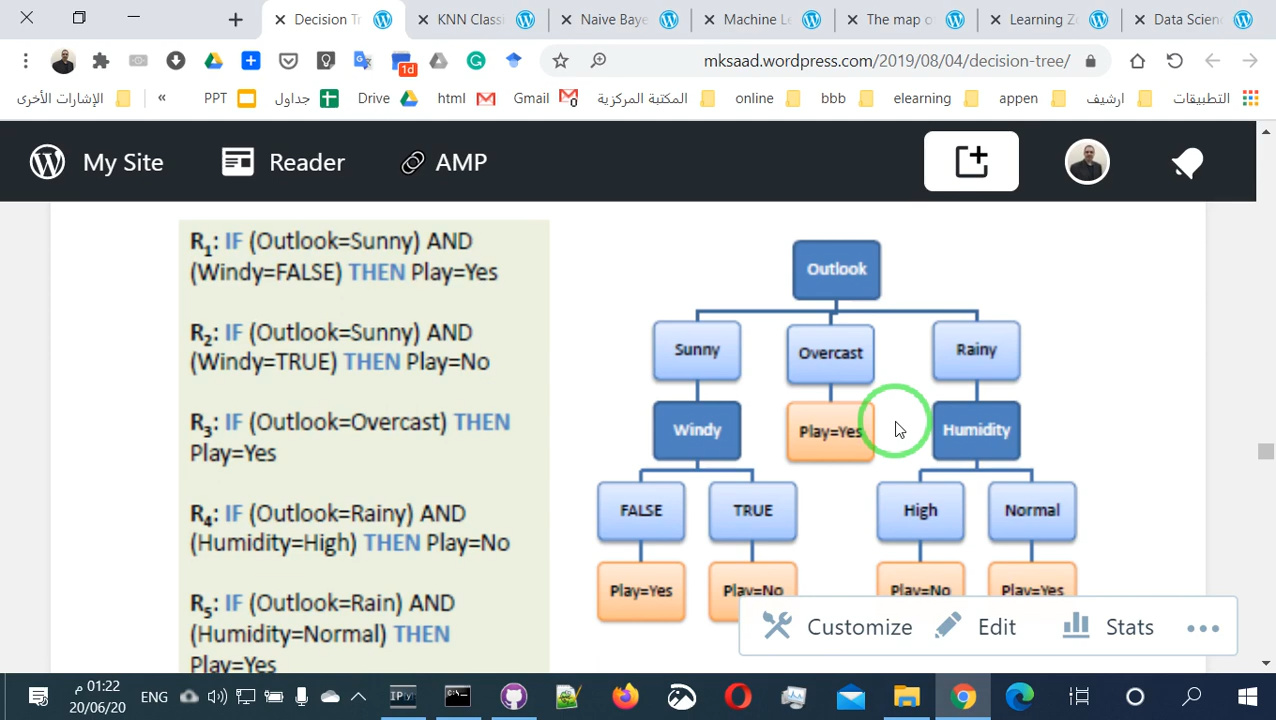 Decision Tr
KNN Classi
Naive Baye
Machine Le
The map o
Learning Z
Data Scienc
1d
mksaad.wordpress.com/2019/08/04/decision-tree/
الإشارات الأخرى
»
PPT
جداول
Drive
html
Gmail
0
المكتبة المركزية
online
bbb
elearning
appen
ارشيف
التطبيقات
My Site
Reader
AMP
R1: IF (Outlook=Sunny) AND
(Windy=FALSE) THEN Play=Yes
R2: IF (Outlook=Sunny) AND
(Windy=TRUE) THEN Play=No
R3: IF (Outlook=Overcast) THEN
Play=Yes
R4: IF (Outlook=Rainy) AND
(Humidity=High) THEN Play=No
R5: IF (Outlook=Rain) AND
(Humidity=Normal) THEN
Play=Yes
Outlook
Sunny
Overcast
Rainy
Windy
Play=Yes
Humidity
FALSE
TRUE
High
Normal
Play=Yes
Play=No
Play=No
Play=Yes
Customize
Edit
Stats
01:22 م
20/06/20
ENG
IPy